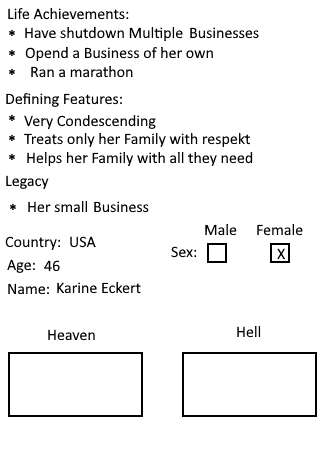 Life Achievements:
* Have shutdown Multiple Businesses
* Opend a Business of her own
* Ran a marathon
Defining Features:
* Very Condescending
* Treats only her Family with respekt
* Helps her Family with all they need
Legacy
* Her small Business
Male Female
Country: USA
Sex: X
Age: 46
Name: Karine Eckert
Heaven Hell